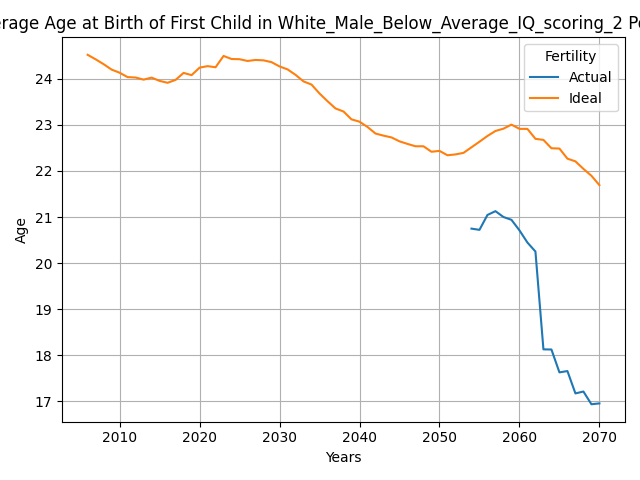 erage Age at Birth of First Child in White_Male_Below_Average_IQ_scoring_2 Po
Fertility
Actual
Ideal
Age
24
23
22
21
20
19
18
17
2010 2020 2030 2040 2050 2060 2070
Years